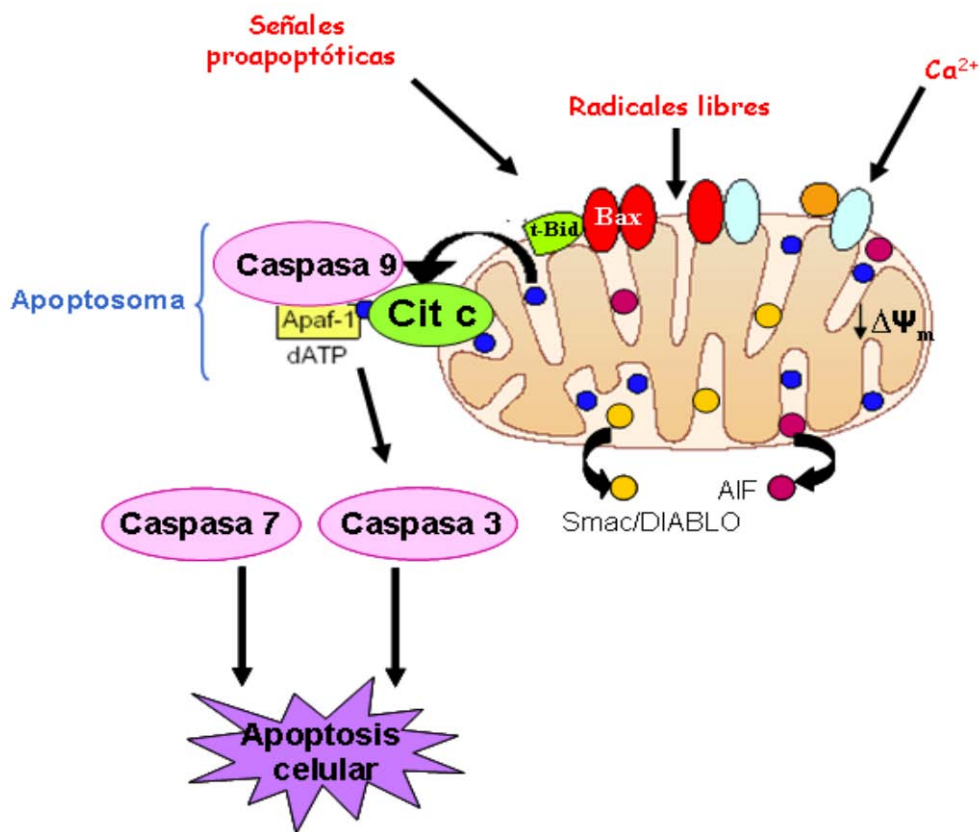 Señales
proapoptóticas
Ca²⁺
Radicales libres
t-Bid
Bax
Caspasa 9
Apoptosoma
Cit c
Apaf-1
dATP
ΔΨm
AIF
Smac/DIABLO
Caspasa 7
Caspasa 3
Apoptosis
celular